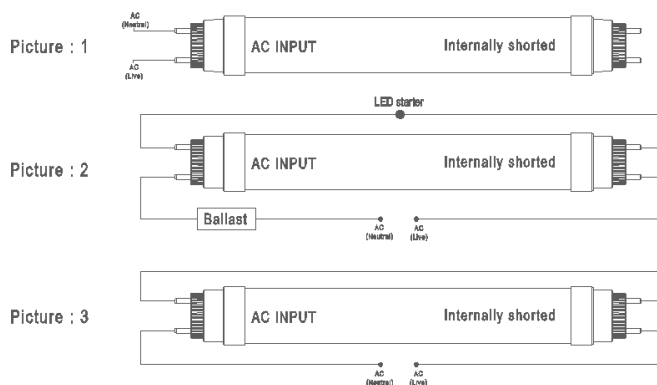 AC
(Neutral)
Picture : 1
AC INPUT
Internally shorted
AC
(Live)
LED starter
Picture : 2
AC INPUT
Internally shorted
Ballast
AC
(Neutral)
AC
(Live)
Picture : 3
AC INPUT
Internally shorted
AC
(Neutral)
AC
(Live)